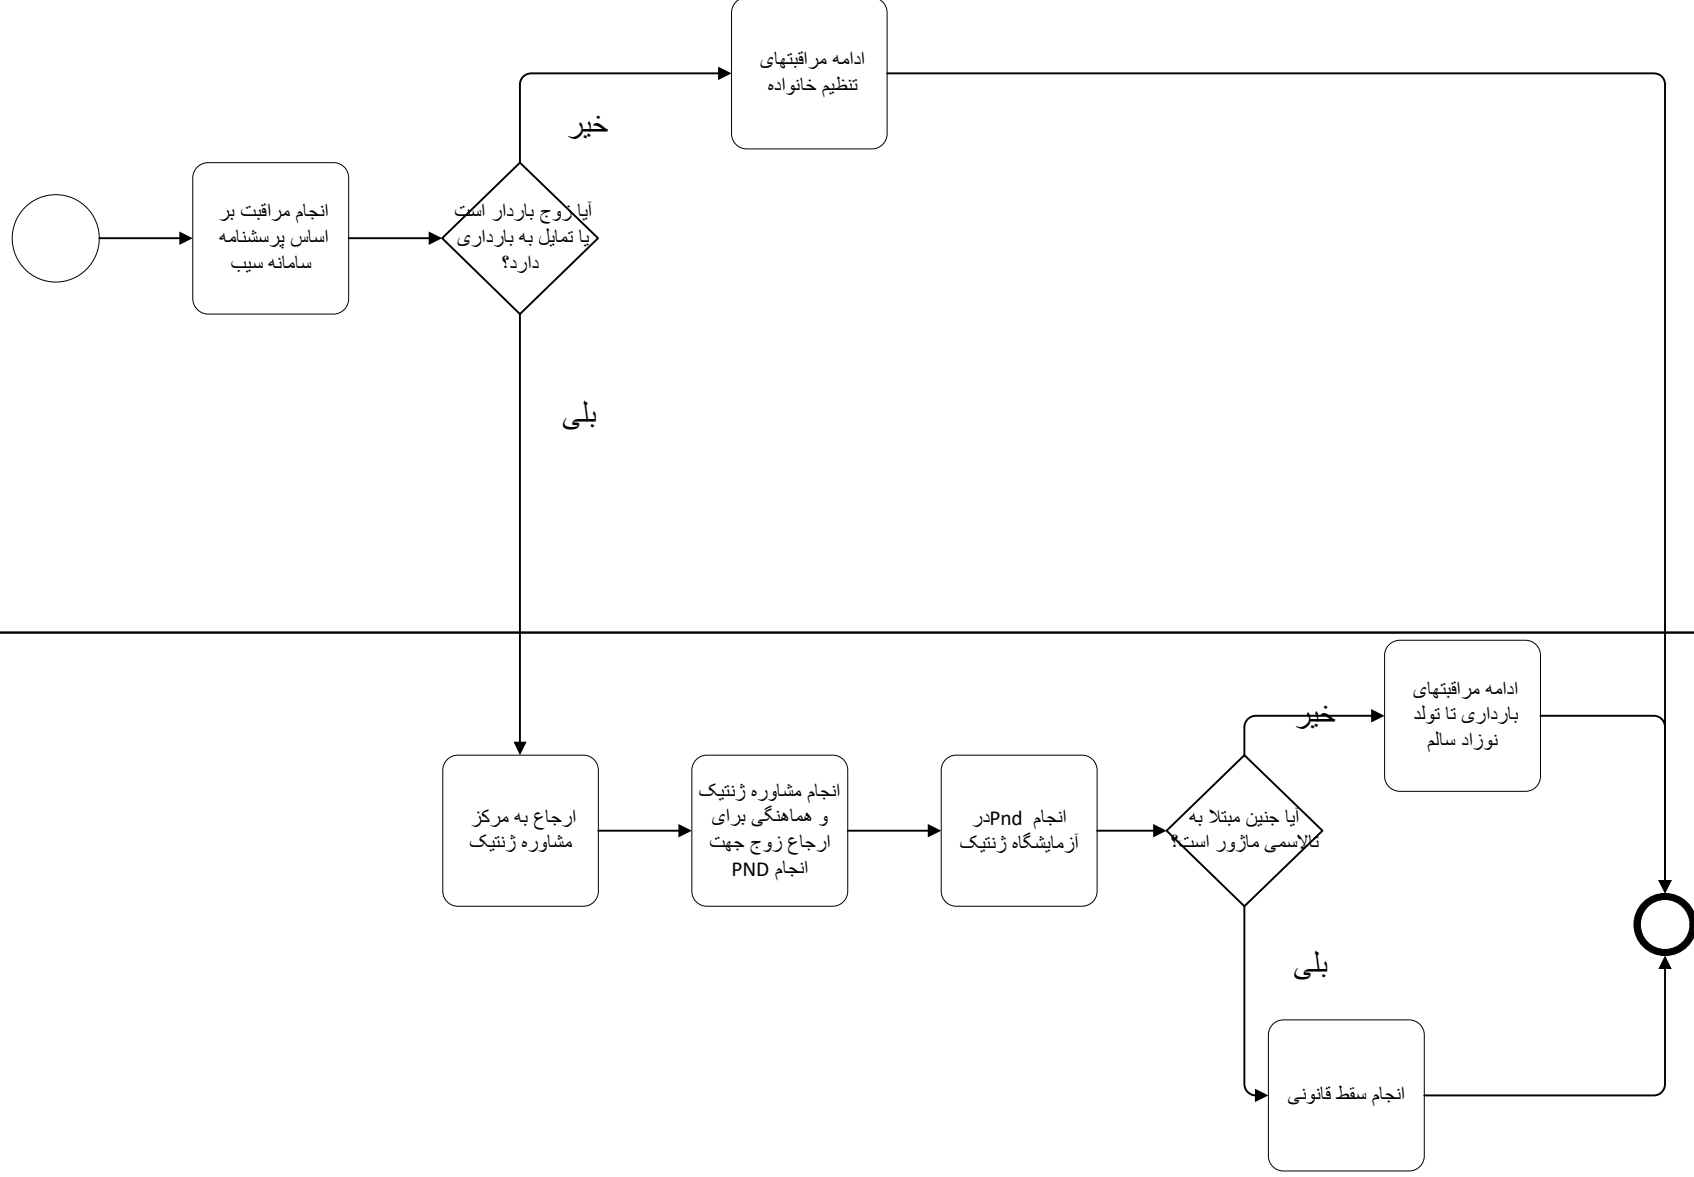 ادامه مراقبتهای
تنظیم خانواده
خیر
انجام مراقبت بر
اساس پرسشنامه
سامانه سیب
آیا زوج باردار است
یا تمایل به بارداری
دارد؟
بلی
ارجاع به مرکز
مشاوره ژنتیک
انجام مشاوره ژنتیک
و هماهنگی برای
ارجاع زوج جهت
انجام PND
انجام Pndدر
آزمایشگاه ژنتیک
آیا جنین مبتلا به
تالاسمی ماژور است؟
خیر
ادامه مراقبتهای
بارداری تا تولد
نوزاد سالم
بلی
انجام سقط قانونی